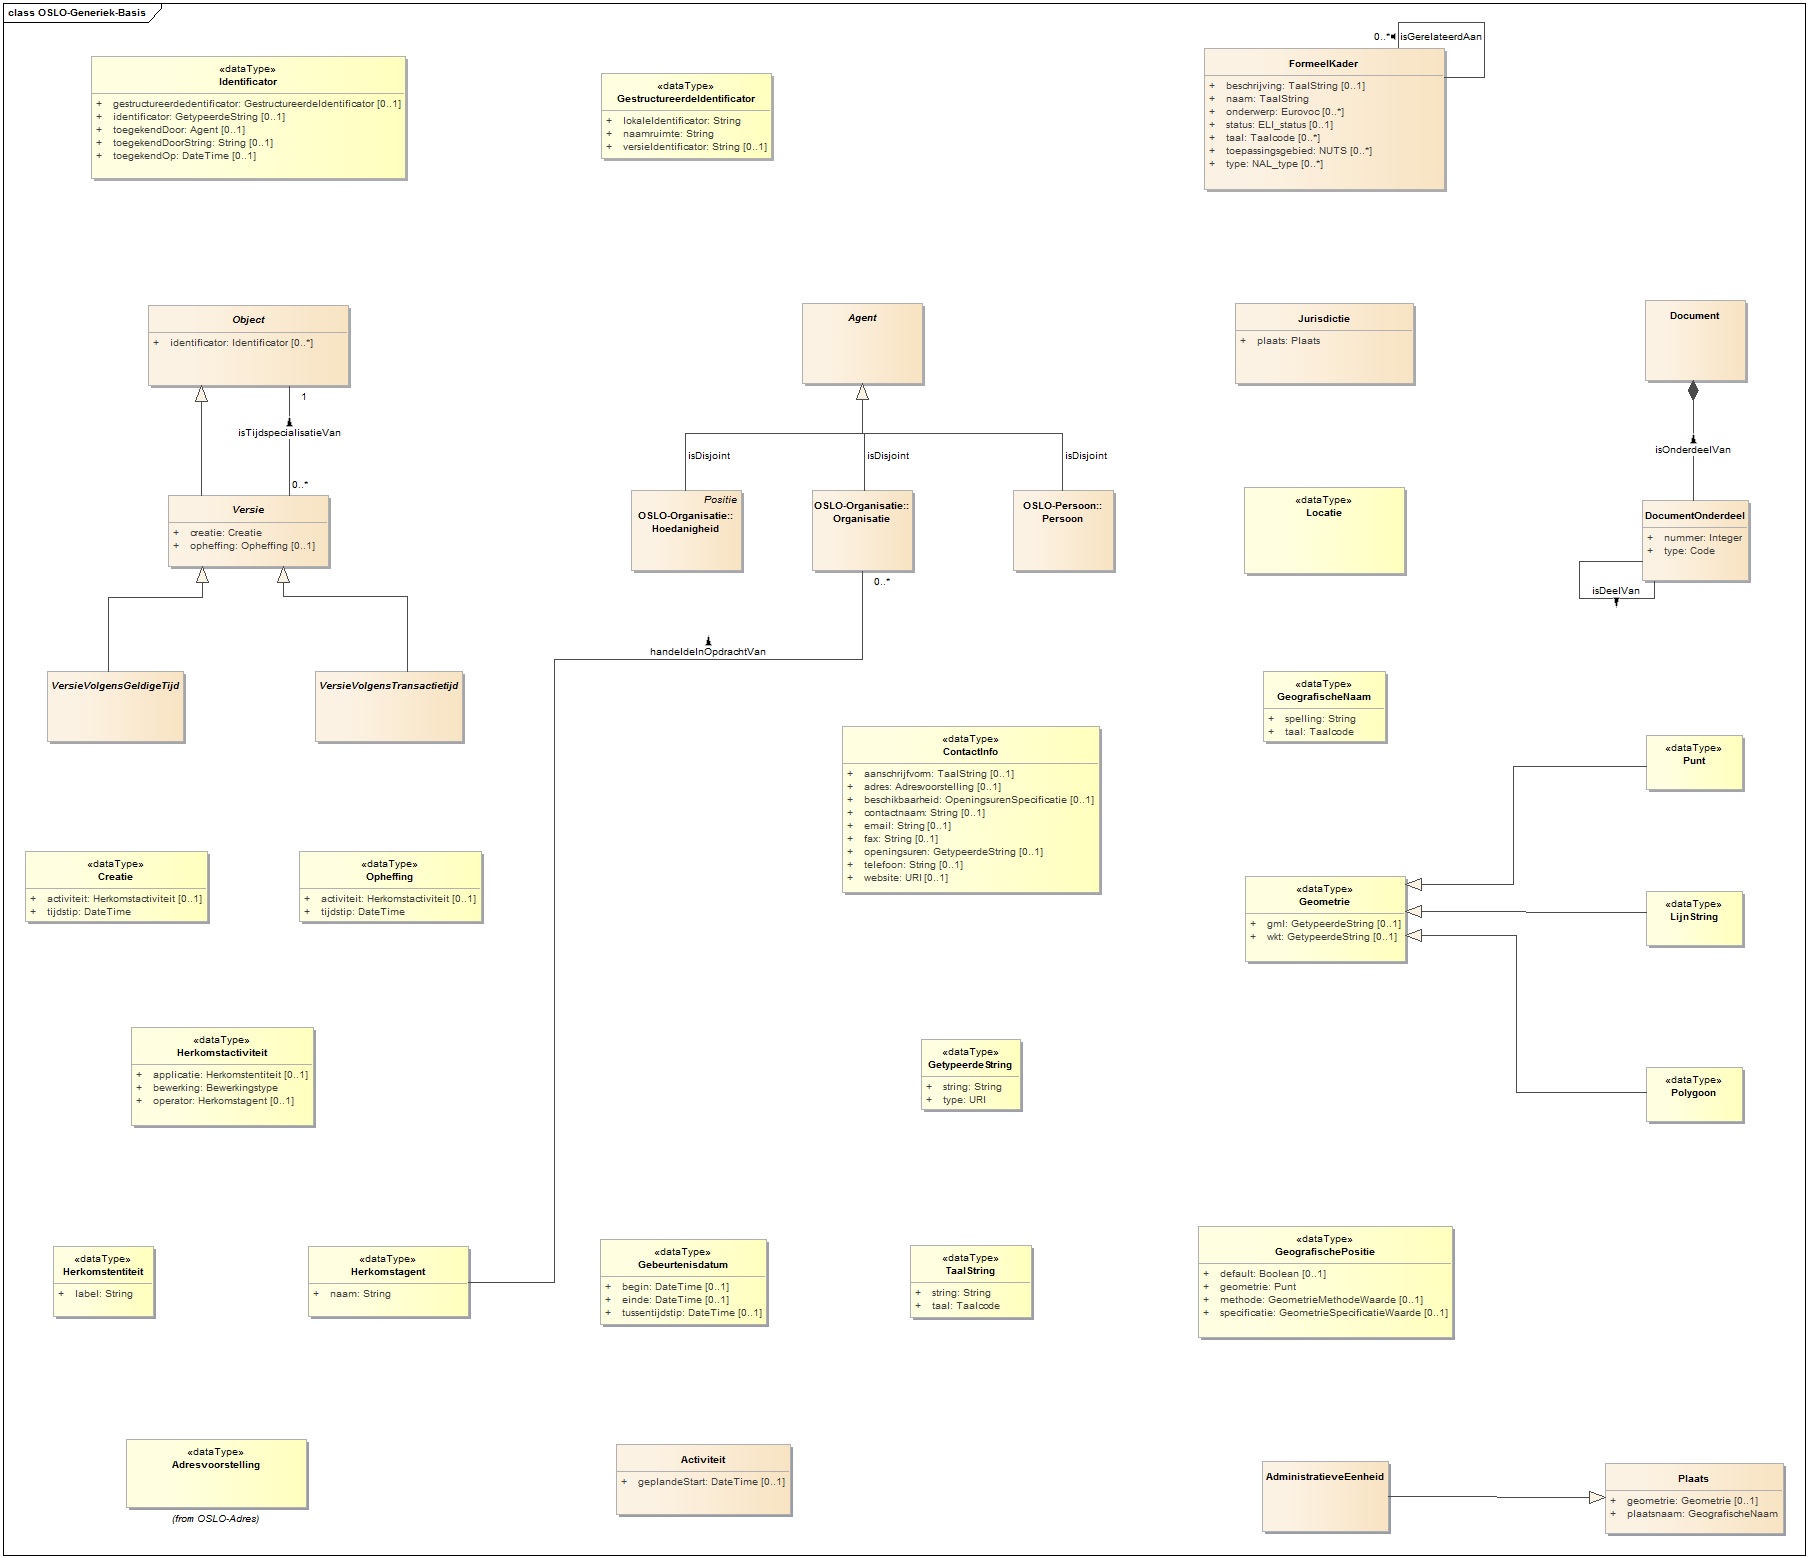 class OSLO-Generiek-Basis
«dataType»
Identificator
+ gestructureerdedentificator: GestructureerdeIdentificator [0..1]
+ identificator: GetypeerdeString [0..1]
+ toegekendDoor: Agent [0..1]
+ toegekendDoorString: String [0..1]
+ toegekendOp: DateTime [0..1]
«dataType»
GestructureerdeIdentificator
+ lokaleIdentificator: String
+ naamruimte: String
+ versieIdentificator: String [0..1]
0..* isGerelateerdAan
FormeelKader
+ beschrijving: TaalString [0..1]
+ naam: TaalString
+ onderwerp: Eurovoc [0..*]
+ status: ELI_status [0..1]
+ taal: Taalcode [0..*]
+ toepassingsgebied: NUTS [0..*]
+ type: NAL_type [0..*]
Object
+ identificator: Identificator [0..*]
1
isTijdspecialisatieVan
0..*
Versie
+ creatie: Creatie
+ opheffing: Opheffing [0..1]
VersieVolgensGeldigeTijd
VersieVolgensTransactietijd
Agent
isDisjoint
isDisjoint
isDisjoint
Positie
OSLO-Organisatie::
Hoedanigheid
OSLO-Organisatie::
Organisatie
OSLO-Persoon::
Persoon
0..*
handeldeInOpdrachtVan
Jurisdictie
+ plaats: Plaats
Document
isOnderdeelVan
DocumentOnderdeel
+ nummer: Integer
+ type: Code
isDeelVan
«dataType»
Locatie
«dataType»
GeografischeNaam
+ spelling: String
+ taal: Taalcode
«dataType»
ContactInfo
+ aanschrijfvorm: TaalString [0..1]
+ adres: Adresvoorstelling [0..1]
+ beschikbaarheid: OpeningsurenSpecificatie [0..1]
+ contactnaam: String [0..1]
+ email: String [0..1]
+ fax: String [0..1]
+ openingsuren: GetypeerdeString [0..1]
+ telefoon: String [0..1]
+ website: URI [0..1]
«dataType»
Punt
«dataType»
Creatie
+ activiteit: Herkomstactiviteit [0..1]
+ tijdstip: DateTime
«dataType»
Opheffing
+ activiteit: Herkomstactiviteit [0..1]
+ tijdstip: DateTime
«dataType»
Geometrie
+ gml: GetypeerdeString [0..1]
+ wkt: GetypeerdeString [0..1]
«dataType»
LijnString
«dataType»
Herkomstactiviteit
+ applicatie: Herkomstentiteit [0..1]
+ bewerking: Bewerkingstype
+ operator: Herkomstagent [0..1]
«dataType»
GetypeerdeString
+ string: String
+ type: URI
«dataType»
Polygoon
«dataType»
Herkomstentiteit
+ label: String
«dataType»
Herkomstagent
+ naam: String
«dataType»
Gebeurtenisdatum
+ begin: DateTime [0..1]
+ einde: DateTime [0..1]
+ tussentijdstip: DateTime [0..1]
«dataType»
TaalString
+ string: String
+ taal: Taalcode
«dataType»
GeografischePositie
+ default: Boolean [0..1]
+ geometrie: Punt
+ methode: GeometrieMethodeWaarde [0..1]
+ specificatie: GeometrieSpecificatieWaarde [0..1]
«dataType»
Adresvoorstelling
(from OSLO-Adres)
Activiteit
+ geplandeStart: DateTime [0..1]
AdministratieveEenheid
Plaats
+ geometrie: Geometrie [0..1]
+ plaatsnaam: GeografischeNaam